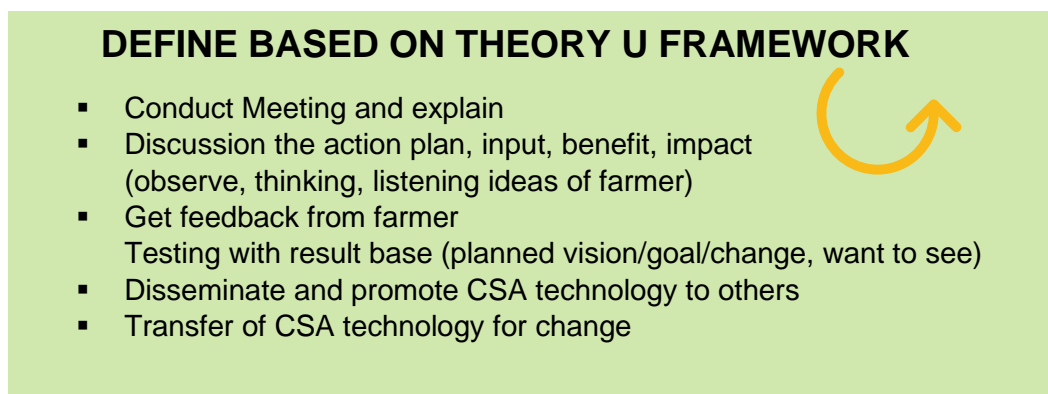 DEFINE BASED ON THEORY U FRAMEWORK
▪ Conduct Meeting and explain
▪ Discussion the action plan, input, benefit, impact
(observe, thinking, listening ideas of farmer)
▪ Get feedback from farmer
Testing with result base (planned vision/goal/change, want to see)
▪ Disseminate and promote CSA technology to others
▪ Transfer of CSA technology for change